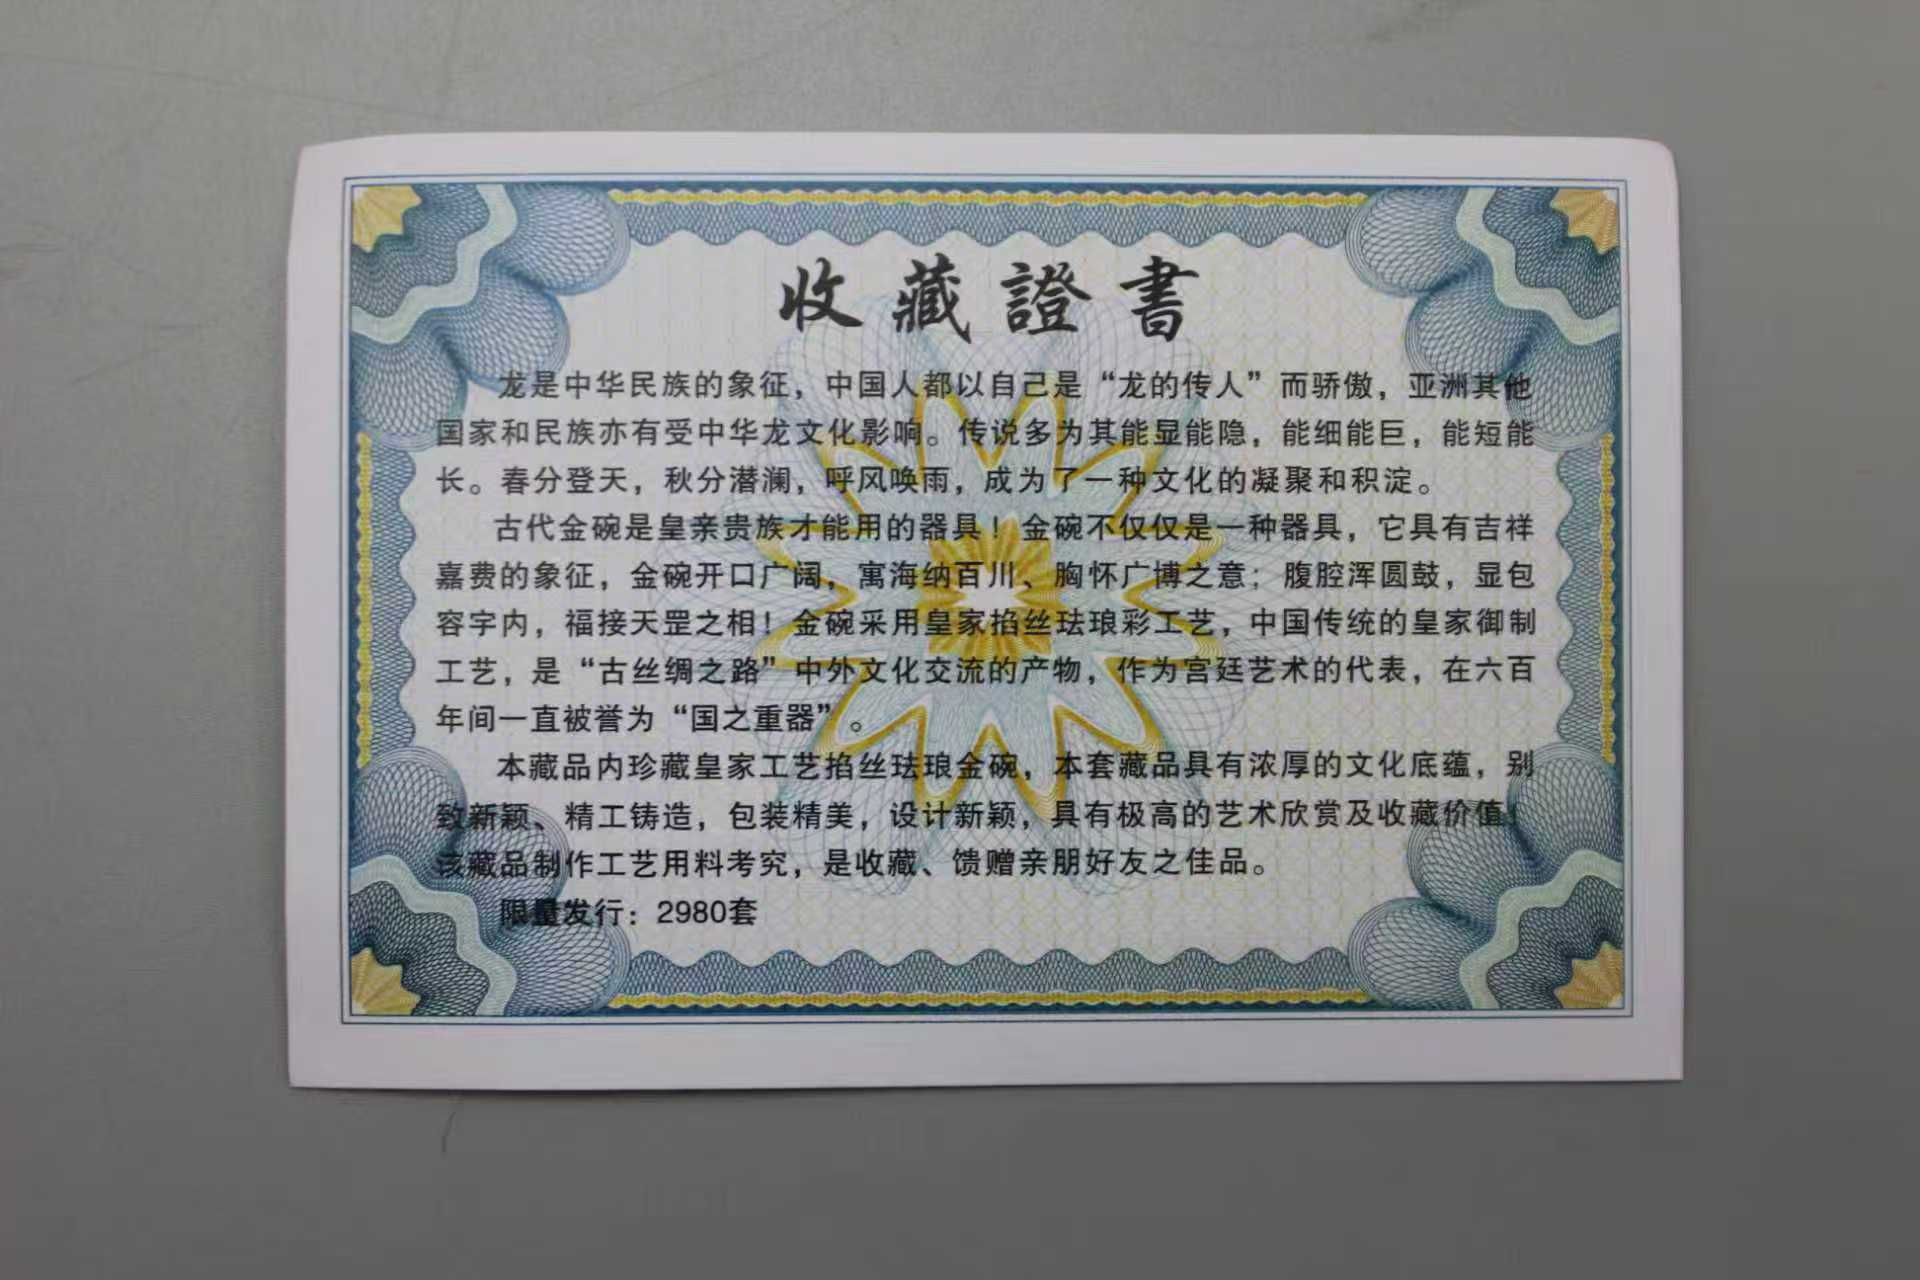 收藏證書
龙是中华民族的象征，中国人都以自己是“龙的传人”而骄傲，亚洲其他
国家和民族亦有受中华龙文化影响。传说多为其能显能隐，能细能巨，能短能
长。春分登天，秋分潜澜，呼风唤雨，成为了一种文化的凝聚和积淀。
古代金碗是皇亲贵族才能用的器具！金碗不仅仅是一种器具，它具有吉祥
嘉费的象征，金碗开口广阔，寓海纳百川、胸怀广博之意；腹腔浑圆鼓，显包
容字内，福接天罡之相！金碗采用皇家掐丝珐琅彩工艺，中国传统的皇家御制
工艺，是“古丝绸之路”中外文化交流的产物，作为宫廷艺术的代表，在六百
年间一直被誉为“国之重器”。
本藏品内珍藏皇家工艺掐丝珐琅金碗，本套藏品具有浓厚的文化底蕴，别
致新颖、精工铸造，包装精美，设计新颖，具有极高的艺术欣赏及收藏价值！
该藏品制作工艺用料考究，是收藏、馈赠亲朋好友之佳品。
限量发行：2980套